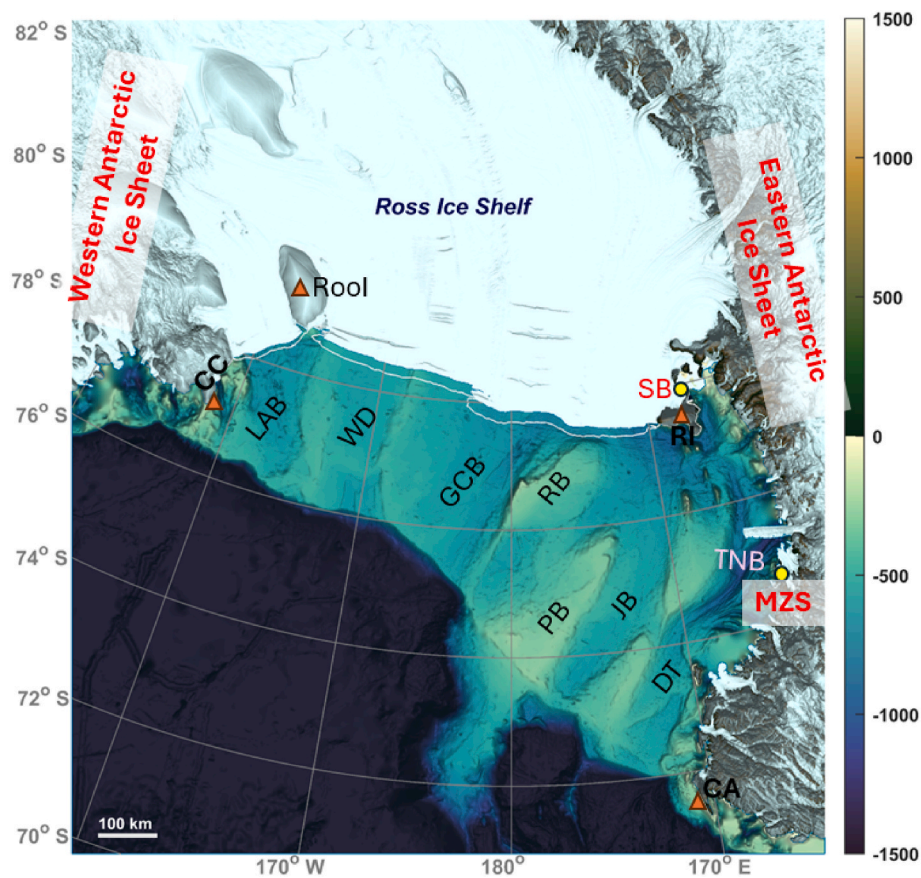 82° S
80° S
78° S
76° S
74° S
72° S
70° S
Western Antarctic
Ice Sheet
Ross Ice Shelf
Eastern Antarctic
Ice Sheet
RooI
CC
LAB
WD
GCB
RB
PB
JB
DT
SB
RI
TNB
MZS
CA
100 km
170° W
180°
170° E
1500
1000
500
0
-500
-1000
-1500